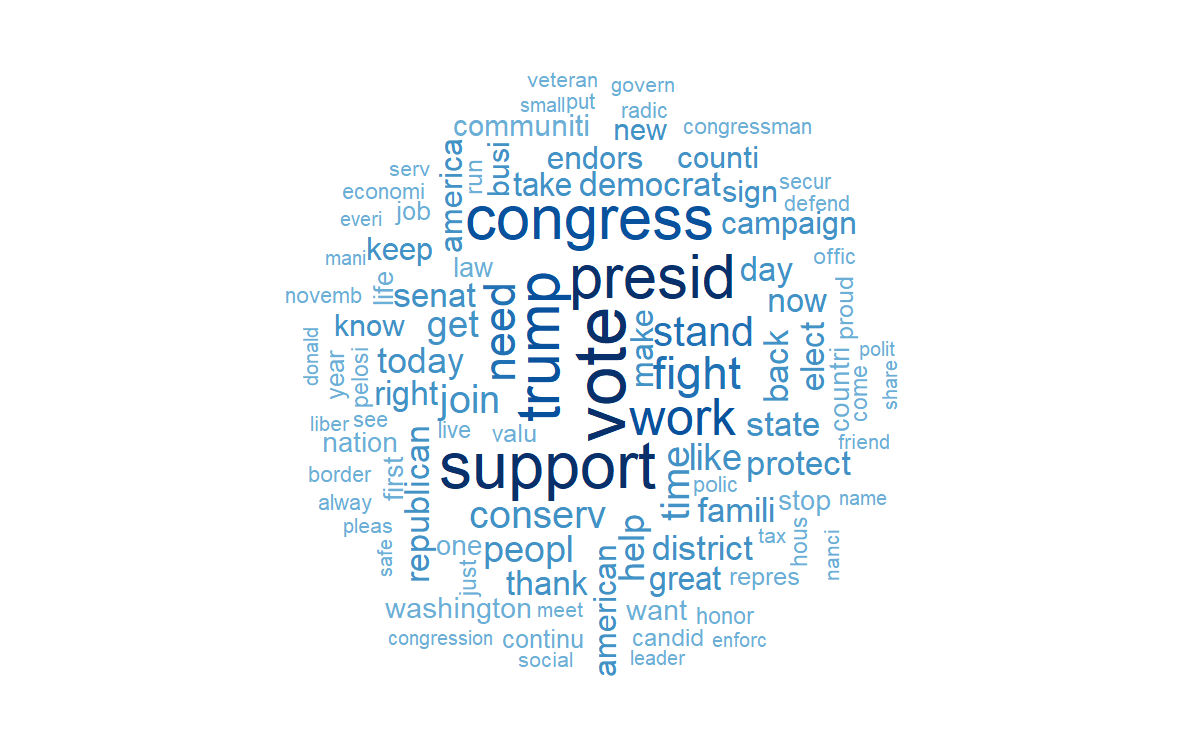 veteran
govern
small
put
radic
communiti
new
congressman
america
run
busi
endors
counti
serv
take
democrat
sign
secur
economi
defend
everi
job
congress
campaign
keep
mani
law
presid
day
offic
novemb
life
senat
need
trump
now
proud
know
get
vote
make
stand
back
elect
donald
year
pelosi
today
fight
countri
come
polit
share
right
join
work
state
liber
see
live
valu
friend
nation
border
first
republican
support
time
like
protect
polic
alway
conserv
famili
stop
name
pleas
safe
one
just
peopl
thank
american
help
district
great
tax
repres
hous
nanci
washington
meet
want
honor
congression
continu
candid
enforc
social
leader